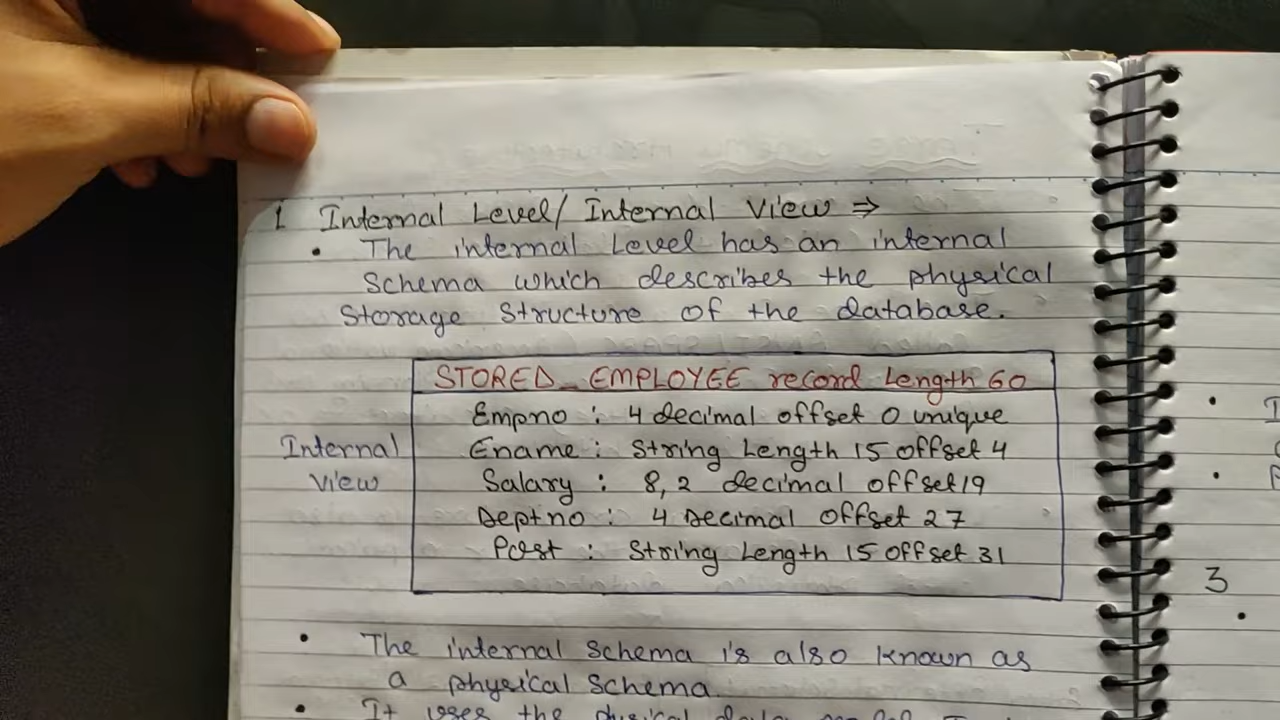 1 Internal Level/ Internal View ⇒
• The internal Level has an internal
Schema which describes the physical
Storage Structure of the database.
STORED_EMPLOYEE record Length 60
Empno : 4 decimal offset 0 unique
Ename : String Length 15 offset 4
Internal
View
Salary : 8,2 decimal offset 19
Deptno : 4 Decimal offset 27
Post : String Length 15 offset 31
• The internal Schema is also known as
a physical Schema.
• It uses the
3